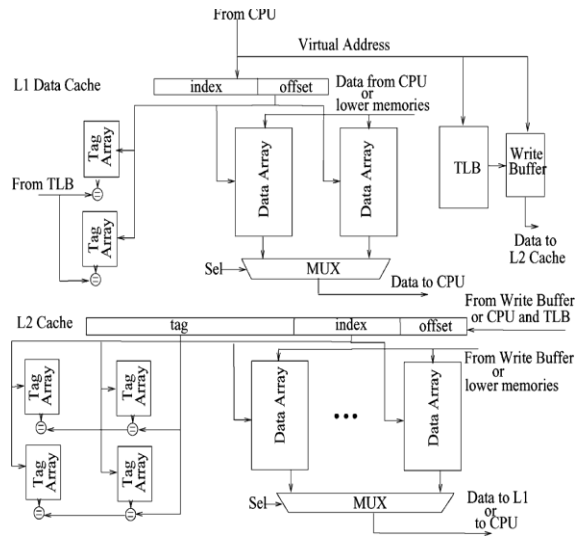 From CPU
Virtual Address
L1 Data Cache
index
offset
Data from CPU
or
lower memories
Tag
Array
Data Array
Data Array
TLB
Write
Buffer
From TLB
=
Tag
Array
=
Data to
L2 Cache
Sel
MUX
Data to CPU
From Write Buffer
or CPU and TLB
L2 Cache
tag
index
offset
From Write Buffer
or
lower memories
Tag
Array
Tag
Array
Data Array
•••
Data Array
=
=
Tag
Array
Tag
Array
=
=
Sel
MUX
Data to L1
or
to CPU